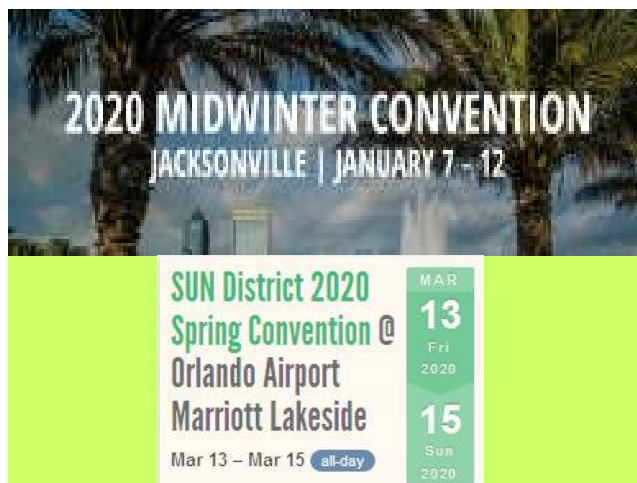 2020 MIDWINTER CONVENTION
JACKSONVILLE | JANUARY 7 – 12
SUN District 2020
Spring Convention @
Orlando Airport
Marriott Lakeside
Mar 13 – Mar 15 all-day
MAR
13
Fri
2020
15
Sun
2020